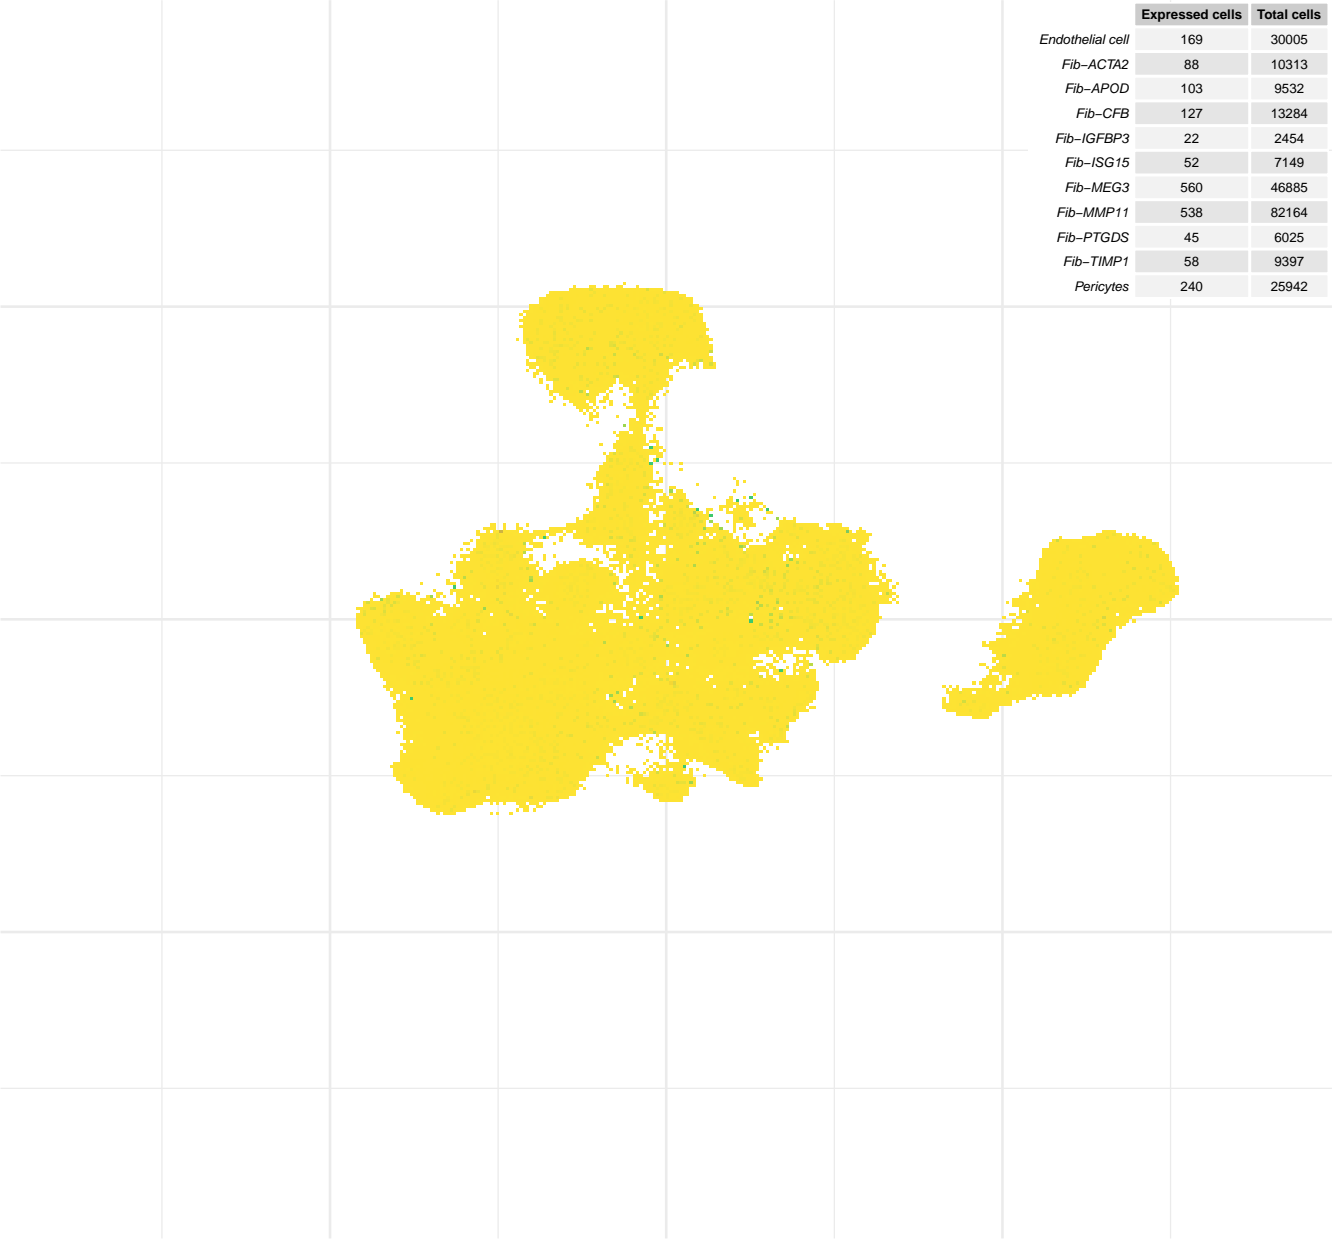 Expressed cells Total cells
Endothelial cell 169 30005
Fib−ACTA2 88 10313
Fib−APOD 103 9532
Fib−CFB 127 13284
Fib−IGFBP3 22 2454
Fib−ISG15 52 7149
Fib−MEG3 560 46885
Fib−MMP11 538 82164
Fib−PTGDS 45 6025
Fib−TIMP1 58 9397
Pericytes 240 25942